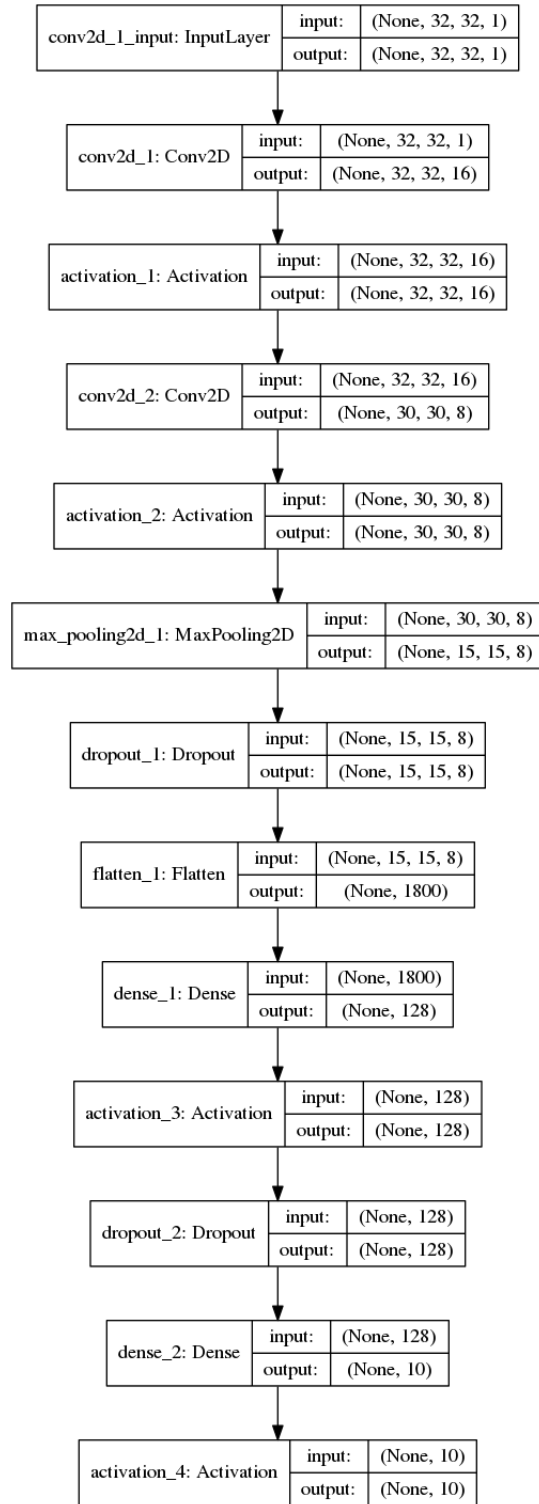 conv2d_1_input: InputLayer
input: (None, 32, 32, 1)
output: (None, 32, 32, 1)
conv2d_1: Conv2D
input: (None, 32, 32, 1)
output: (None, 32, 32, 16)
activation_1: Activation
input: (None, 32, 32, 16)
output: (None, 32, 32, 16)
conv2d_2: Conv2D
input: (None, 32, 32, 16)
output: (None, 30, 30, 8)
activation_2: Activation
input: (None, 30, 30, 8)
output: (None, 30, 30, 8)
max_pooling2d_1: MaxPooling2D
input: (None, 30, 30, 8)
output: (None, 15, 15, 8)
dropout_1: Dropout
input: (None, 15, 15, 8)
output: (None, 15, 15, 8)
flatten_1: Flatten
input: (None, 15, 15, 8)
output: (None, 1800)
dense_1: Dense
input: (None, 1800)
output: (None, 128)
activation_3: Activation
input: (None, 128)
output: (None, 128)
dropout_2: Dropout
input: (None, 128)
output: (None, 128)
dense_2: Dense
input: (None, 128)
output: (None, 10)
activation_4: Activation
input: (None, 10)
output: (None, 10)